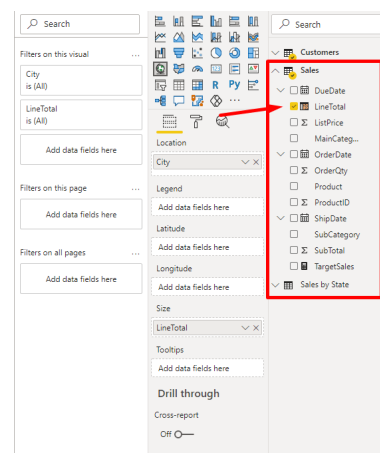 Search
Filters on this visual ...
City
is (All)
LineTotal
is (All)
Add data fields here
Filters on this page ...
Add data fields here
Filters on all pages ...
Add data fields here
R Py
...
Location
City
Legend
Add data fields here
Latitude
Add data fields here
Longitude
Add data fields here
Size
LineTotal
Tooltips
Add data fields here
Drill through
Cross-report
Off
Search
Customers
Sales
DueDate
LineTotal
Σ ListPrice
MainCateg...
OrderDate
Σ OrderQty
Product
Σ ProductID
ShipDate
SubCategory
Σ SubTotal
TargetSales
Sales by State